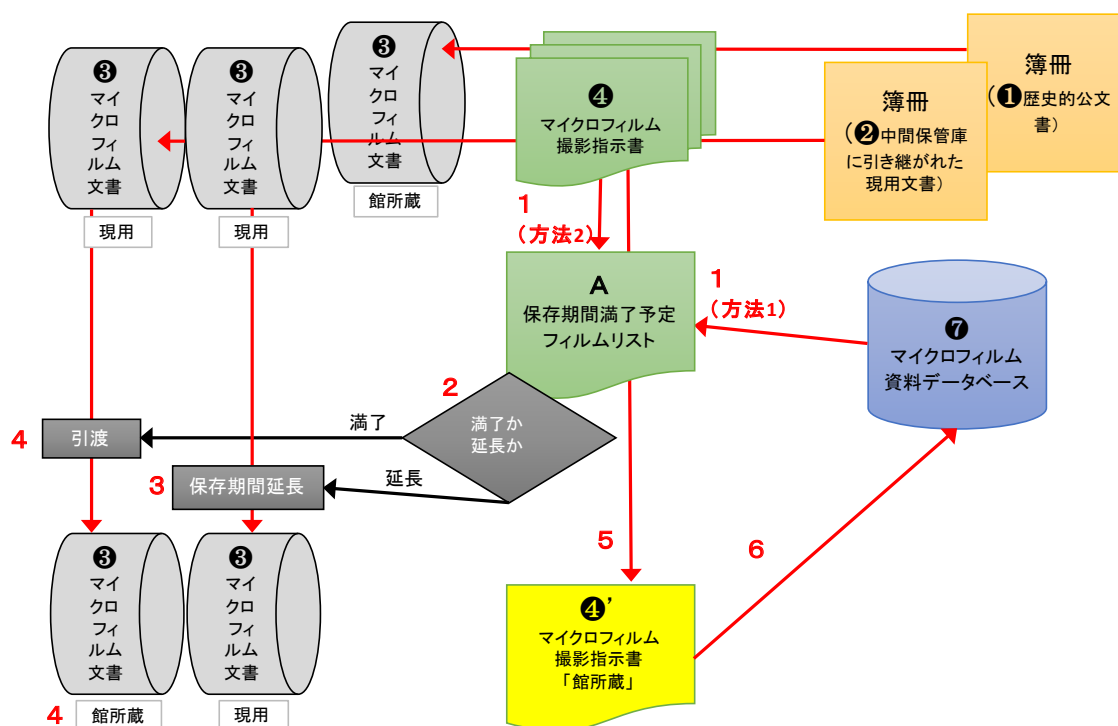 ❸
マイ
クロ
フィ
ルム
文書
館所蔵
❸
マイ
クロ
フィ
ルム
文書
現用
❸
マイ
クロ
フィ
ルム
文書
現用
❹
マイクロフィルム
撮影指示書
簿冊
（❶歴史的公文
書）
簿冊
（❷中間保管庫
に引き継がれた
現用文書）
1
（方法2）
A
保存期間満了予定
フィルムリスト
1
（方法1）
❼
マイクロフィルム
資料データベース
2
満了か
延長か
満了
4
引渡
延長
3
保存期間延長
5
6
❸
マイ
クロ
フィ
ルム
文書
4
館所蔵
❸
マイ
クロ
フィ
ルム
文書
現用
❹’
マイクロフィルム
撮影指示書
「館所蔵」